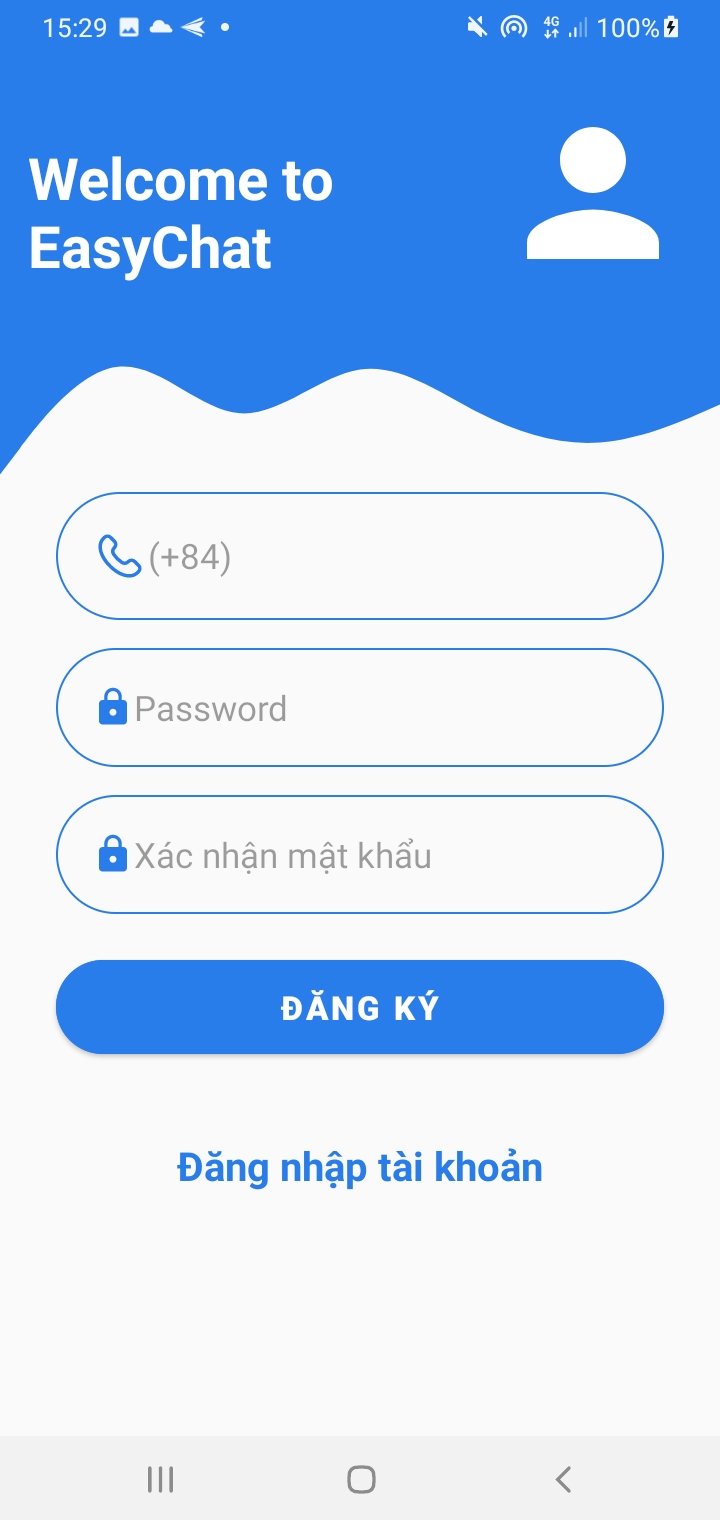 15:29
4G 100%
Welcome to
EasyChat
(+84)
Password
Xác nhận mật khẩu
ĐĂNG KÝ
Đăng nhập tài khoản